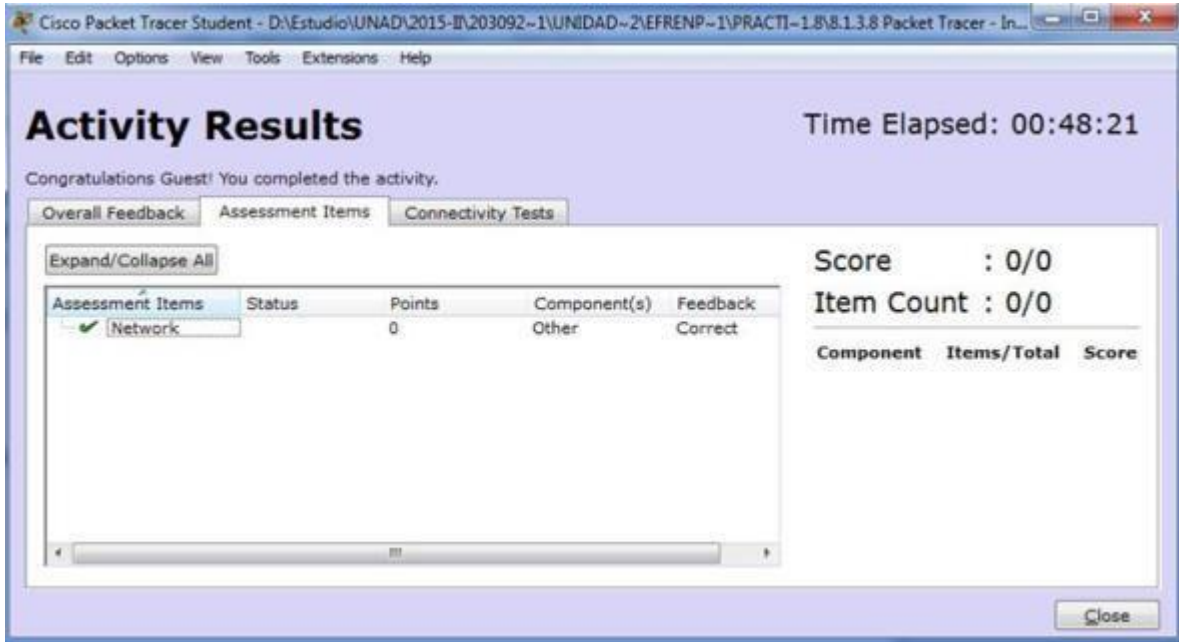 Cisco Packet Tracer Student - D:\Estudio\UNAD\2015-II\203092~1\UNIDAD~2\EFRENP~1\PRACTI~1.8\8.1.3.8 Packet Tracer - In...
File Edit Options View Tools Extensions Help
Activity Results
Time Elapsed: 00:48:21
Congratulations Guest! You completed the activity.
Overall Feedback Assessment Items Connectivity Tests
Expand/Collapse All
Score : 0/0
Item Count : 0/0
Assessment Items Status Points Component(s) Feedback
Network 0 Other Correct
Component Items/Total Score
Close